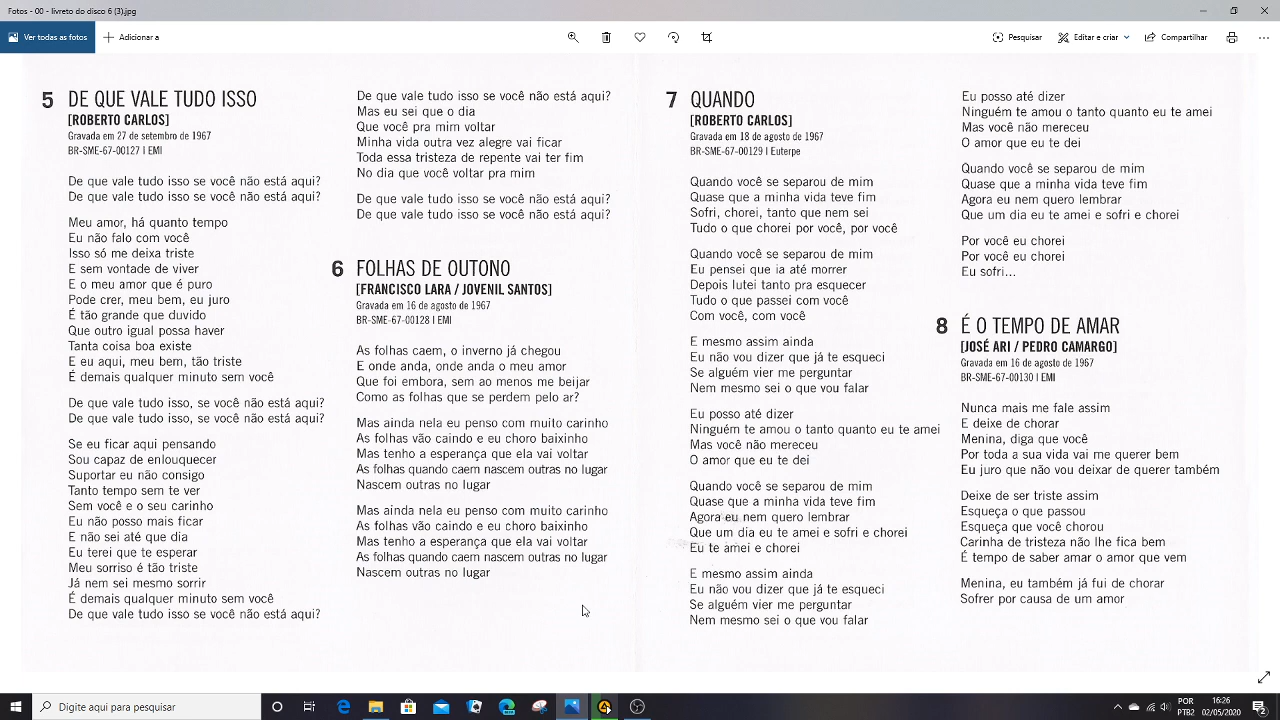 Fotos - 00 - livreto do disco 6 (3).jpg
Ver todas as fotos
Adicionar a
Pesquisar
Editar e criar
Compartilhar
5 DE QUE VALE TUDO ISSO
[ROBERTO CARLOS]
Gravada em 27 de setembro de 1967
BR-SME-67-00127 I EMI
De que vale tudo isso se você não está aqui?
De que vale tudo isso se você não está aqui?
Meu amor, há quanto tempo
Eu não falo com você
Isso só me deixa triste
E sem vontade de viver
E o meu amor que é puro
Pode crer, meu bem, eu juro
É tão grande que duvido
Que outro igual possa haver
Tanta coisa boa existe
E eu aqui, meu bem, tão triste
É demais qualquer minuto sem você
De que vale tudo isso, se você não está aqui?
De que vale tudo isso, se você não está aqui?
Se eu ficar aqui pensando
Sou capaz de enlouquecer
Suportar eu não consigo
Tanto tempo sem te ver
Sem você e o seu carinho
Eu não posso mais ficar
E não sei até que dia
Eu terei que te esperar
Meu sorriso é tão triste
Já nem sei mesmo sorrir
É demais qualquer minuto sem você
De que vale tudo isso se você não está aqui?
De que vale tudo isso se você não está aqui?
Mas eu sei que o dia
Que você pra mim voltar
Minha vida outra vez alegre vai ficar
Toda essa tristeza de repente vai ter fim
No dia que você voltar pra mim
De que vale tudo isso se você não está aqui?
De que vale tudo isso se você não está aqui?
6 FOLHAS DE OUTONO
[FRANCISCO LARA / JOVENIL SANTOS]
Gravada em 16 de agosto de 1967
BR-SME-67-00128 I EMI
As folhas caem, o inverno já chegou
E onde anda, onde anda o meu amor
Que foi embora, sem ao menos me beijar
Como as folhas que se perdem pelo ar?
Mas ainda nela eu penso com muito carinho
As folhas vão caindo e eu choro baixinho
Mas tenho a esperança que ela vai voltar
As folhas quando caem nascem outras no lugar
Nascem outras no lugar
Mas ainda nela eu penso com muito carinho
As folhas vão caindo e eu choro baixinho
Mas tenho a esperança que ela vai voltar
As folhas quando caem nascem outras no lugar
Nascem outras no lugar
7 QUANDO
[ROBERTO CARLOS]
Gravada em 18 de agosto de 1967
BR-SME-67-00129 I Euterpe
Quando você se separou de mim
Quase que a minha vida teve fim
Sofri, chorei, tanto que nem sei
Tudo o que chorei por você, por você
Quando você se separou de mim
Eu pensei que ia até morrer
Depois lutei tanto pra esquecer
Tudo o que passei com você
Com você, com você
E mesmo assim ainda
Eu não vou dizer que já te esqueci
Se alguém vier me perguntar
Nem mesmo sei o que vou falar
Eu posso até dizer
Ninguém te amou o tanto quanto eu te amei
Mas você não mereceu
O amor que eu te dei
Quando você se separou de mim
Quase que a minha vida teve fim
Agora eu nem quero lembrar
Que um dia eu te amei e sofri e chorei
Eu te amei e chorei
E mesmo assim ainda
Eu não vou dizer que já te esqueci
Se alguém vier me perguntar
Nem mesmo sei o que vou falar
Eu posso até dizer
Ninguém te amou o tanto quanto eu te amei
Mas você não mereceu
O amor que eu te dei
Quando você se separou de mim
Quase que a minha vida teve fim
Agora eu nem quero lembrar
Que um dia eu te amei e sofri e chorei
Por você eu chorei
Por você eu chorei
Eu sofri...
8 É O TEMPO DE AMAR
[JOSÉ ARI / PEDRO CAMARGO]
Gravada em 16 de agosto de 1967
BR-SME-67-00130 I EMI
Nunca mais me fale assim
E deixe de chorar
Menina, diga que você
Por toda a sua vida vai me querer bem
Eu juro que não vou deixar de querer também
Deixe de ser triste assim
Esqueça o que passou
Esqueça que você chorou
Carinha de tristeza não lhe fica bem
É tempo de saber amar o amor que vem
Menina, eu também já fui de chorar
Sofrer por causa de um amor
Digite aqui para pesquisar
POR
PTB2
16:26
02/05/2020